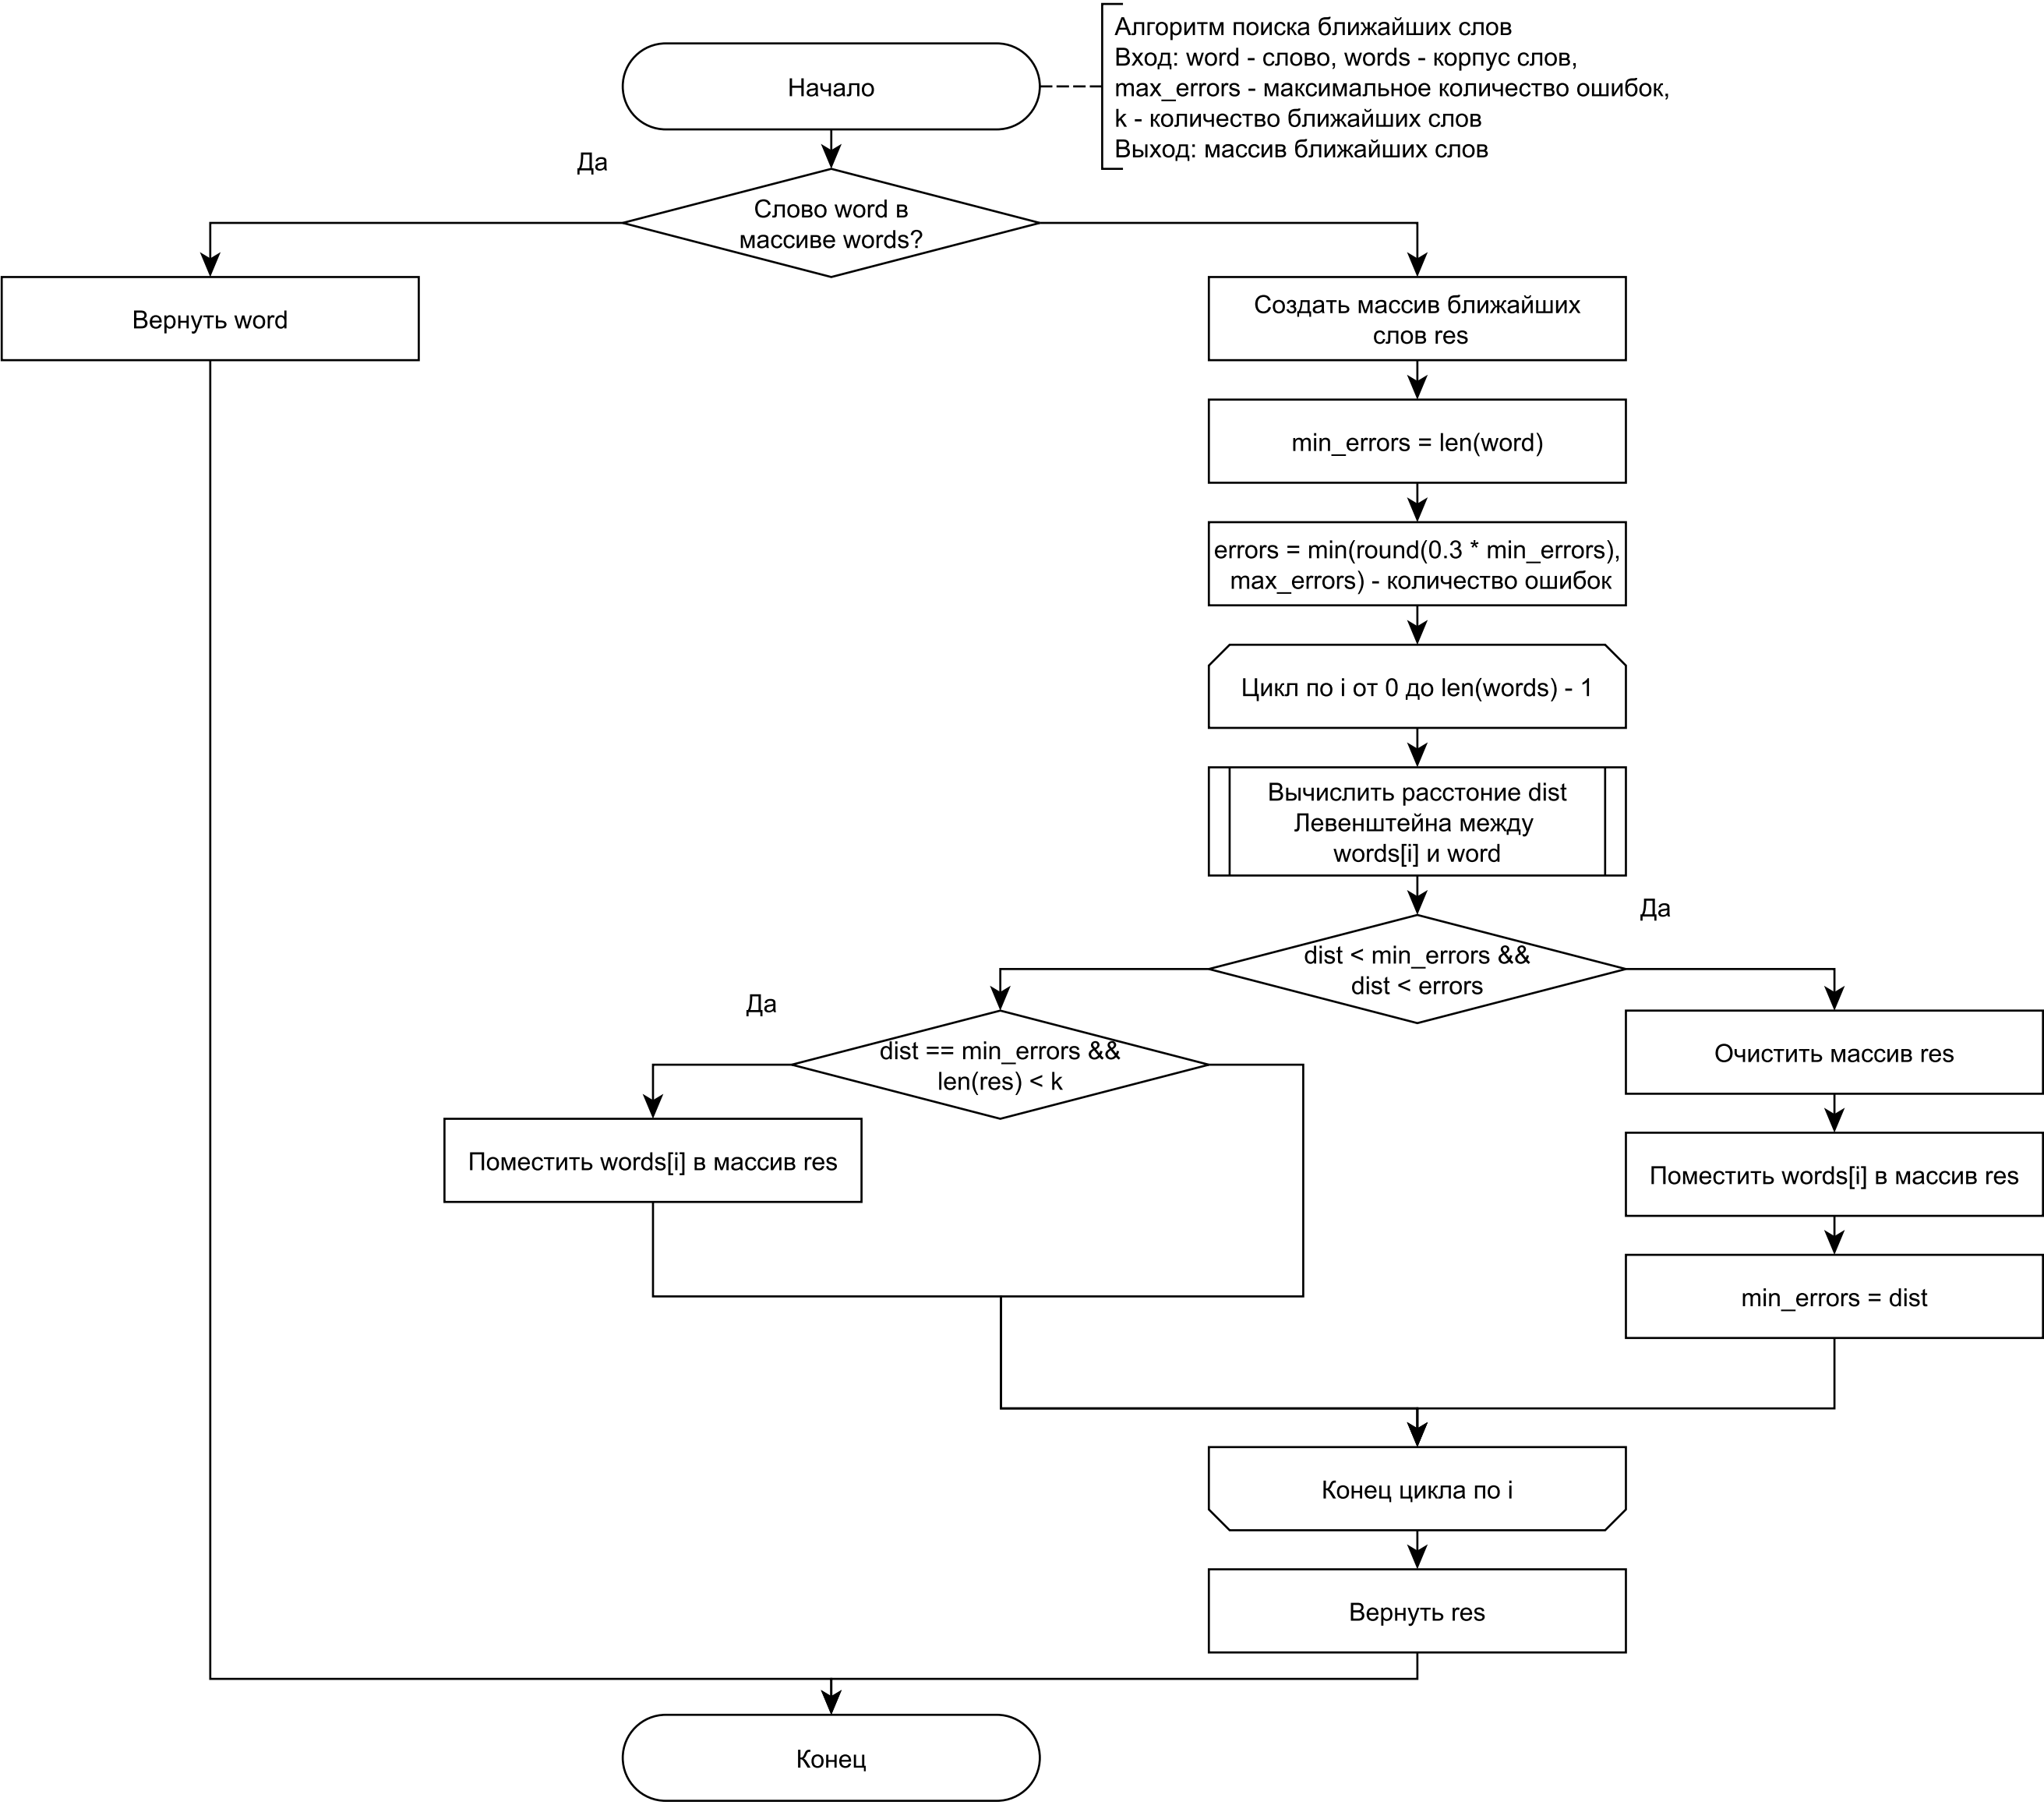 Алгоритм поиска ближайших слов
Вход: word - слово, words - корпус слов,
max_errors - максимальное количество ошибок,
k - количество ближайших слов
Выход: массив ближайших слов
Начало
Да
Слово word в
массиве words?
Вернуть word
Создать массив ближайших
слов res
min_errors = len(word)
errors = min(round(0.3 * min_errors),
max_errors) - количество ошибок
Цикл по i от 0 до len(words) - 1
Вычислить расстоние dist
Левенштейна между
words[i] и word
Да
dist < min_errors &&
dist < errors
Да
dist == min_errors &&
len(res) < k
Очистить массив res
Поместить words[i] в массив res
Поместить words[i] в массив res
min_errors = dist
Конец цикла по i
Вернуть res
Конец